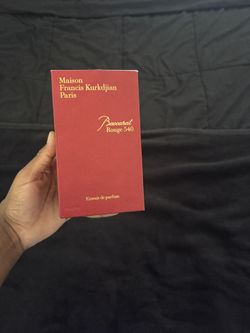 Maison
Francis Kurkdjian
Paris
Baccarat
Rouge 540
Extrait de parfum